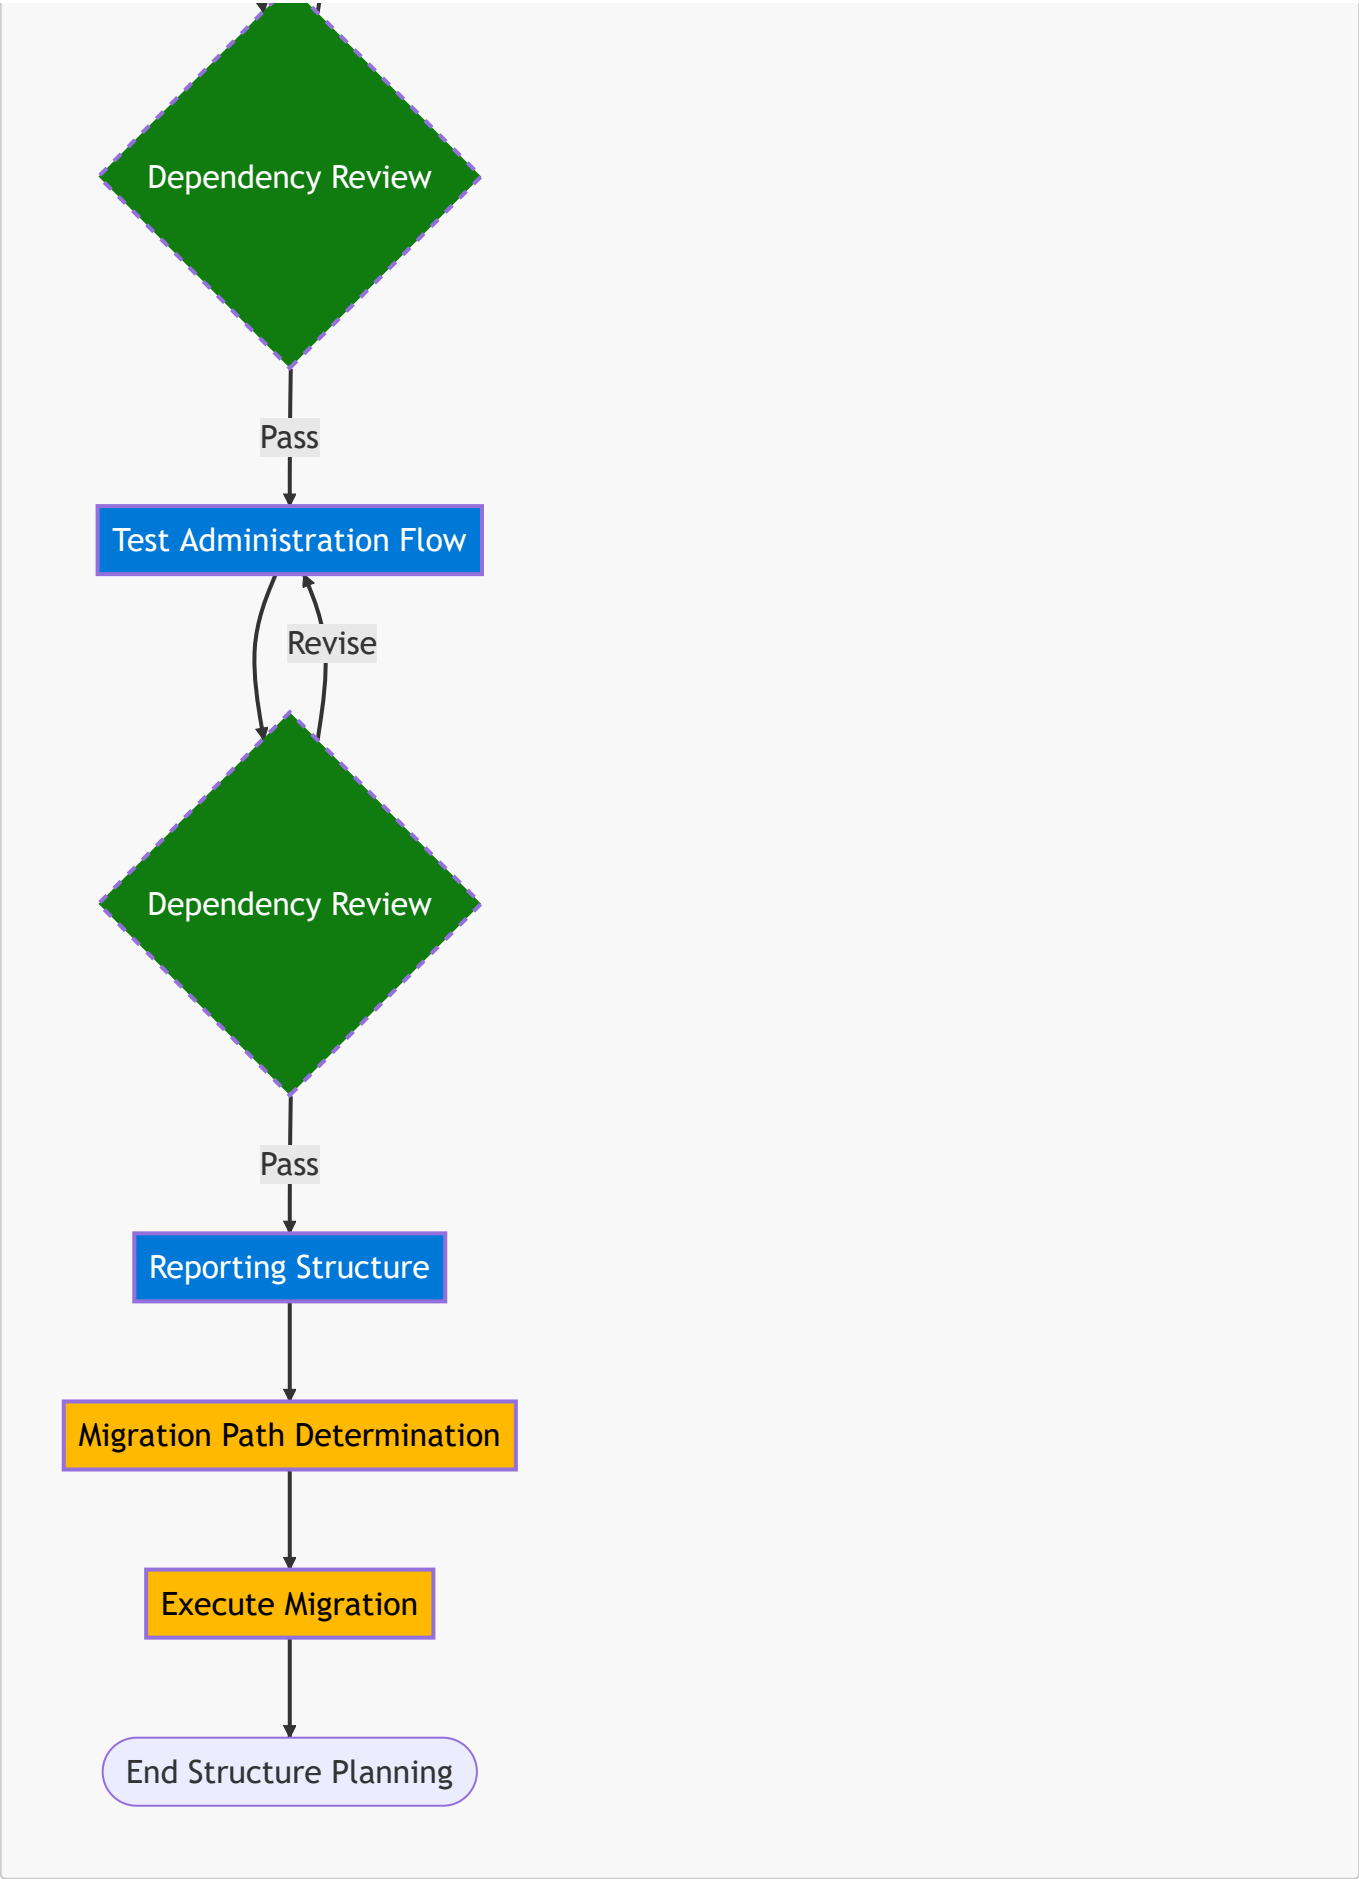 Dependency Review
Pass
Test Administration Flow
Revise
Dependency Review
Pass
Reporting Structure
Migration Path Determination
Execute Migration
End Structure Planning